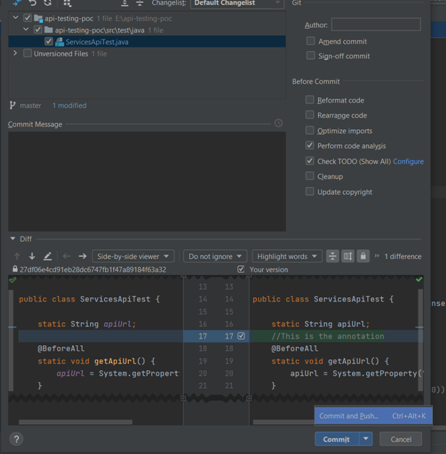 Changelist: Default Changelist
Git
api-testing-poc 1 file E:\api-testing-poc
api-testing-poc\src\test\java 1 file
ServicesApiTest.java
Unversioned Files 1 file
Author:
Amend commit
Sign-off commit
Before Commit
Reformat code
Rearrange code
Optimize imports
Perform code analysis
Check TODO (Show All) Configure
Cleanup
Update copyright
master 1 modified
Commit Message
Diff
Side-by-side viewer Do not ignore Highlight words 1 difference
Your version
13 13
public class ServicesApiTest { 14 14 public class ServicesApiTest {
15 15
static String apiUrl; 16 16 static String apiUrl;
17 17 //This is the annotation
@BeforeAll 18 18 @BeforeAll
static void getApiUrl() { 19 19 static void getApiUrl() {
apiUrl = System.getPropert 20 20 apiUrl = System.getProperty(
} 21 21 }
Commit and Push... Ctrl+Alt+K
? Commit Cancel